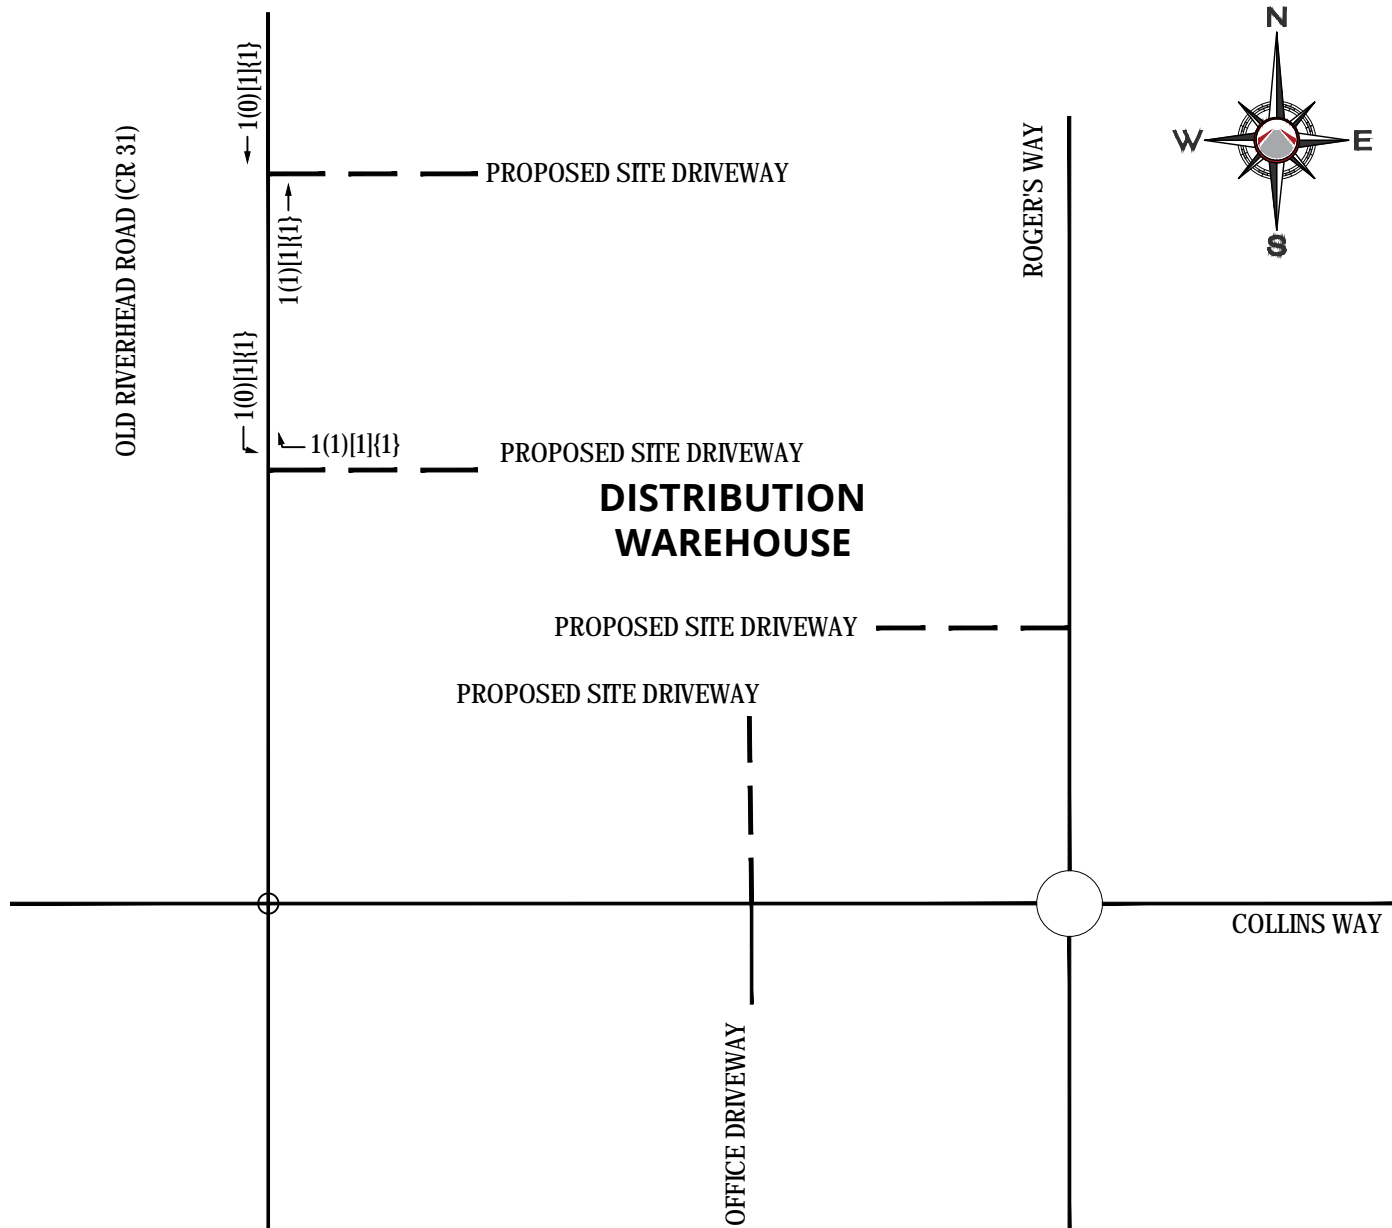 N
W
E
S
1(0)[1]{1}
OLD RIVERHEAD ROAD (CR 31)
ROGER'S WAY
PROPOSED SITE DRIVEWAY
1(1)[1]{1}
1(0)[1]{1}
1(1)[1]{1}
PROPOSED SITE DRIVEWAY
DISTRIBUTION
WAREHOUSE
PROPOSED SITE DRIVEWAY
PROPOSED SITE DRIVEWAY
COLLINS WAY
OFFICE DRIVEWAY